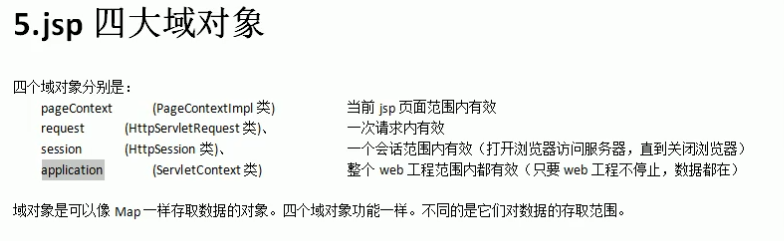 5.jsp 四大域对象
四个域对象分别是：
pageContext (PageContextImpl 类) 当前 jsp 页面范围内有效
request (HttpServletRequest 类)、 一次请求内有效
session (HttpSession 类)、 一个会话范围内有效（打开浏览器访问服务器，直到关闭浏览器）
application (ServletContext 类) 整个 web 工程范围内都有效（只要 web 工程不停止，数据都在）
域对象是可以像 Map 一样存取数据的对象。四个域对象功能一样。不同的是它们对数据的存取范围。